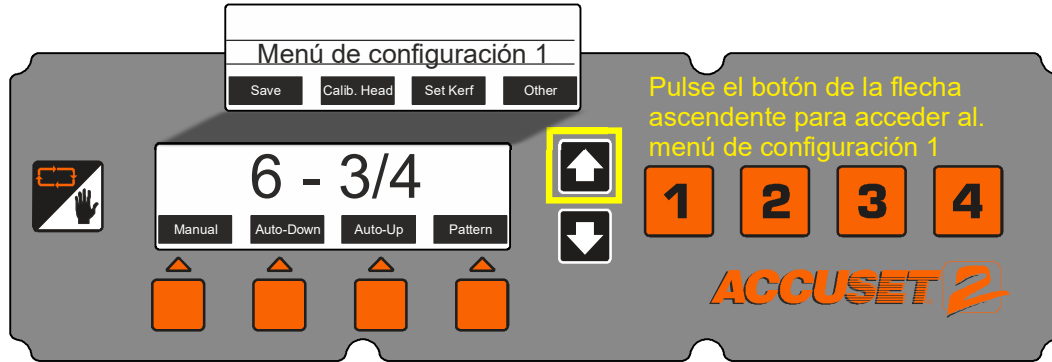 Menú de configuración 1
Save Calib. Head Set Kerf Other
Pulse el botón de la flecha
ascendente para acceder al.
menú de configuración 1
6 - 3/4
Manual Auto-Down Auto-Up Pattern
1 2 3 4
ACCUSET 2